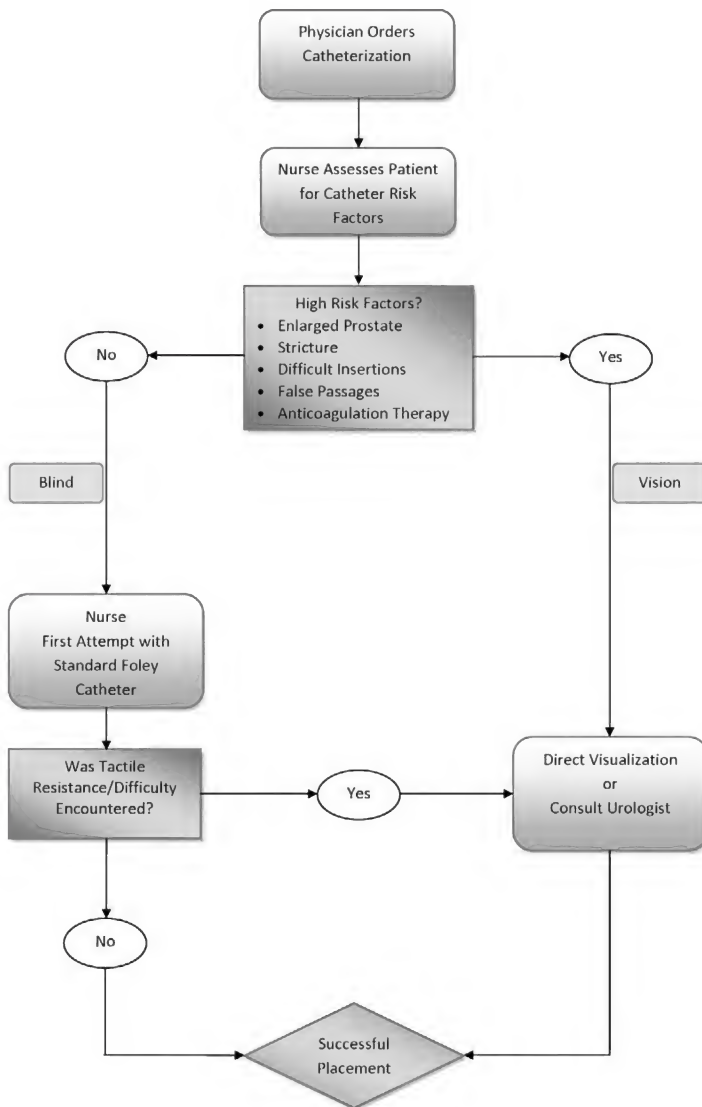 Physician Orders
Catheterization
Nurse Assesses Patient
for Catheter Risk
Factors
High Risk Factors?
• Enlarged Prostate
• Stricture
• Difficult Insertions
• False Passages
• Anticoagulation Therapy
No
Yes
Blind
Vision
Nurse
First Attempt with
Standard Foley
Catheter
Was Tactile
Resistance/Difficulty
Encountered?
Yes
Direct Visualization
or
Consult Urologist
No
Successful
Placement